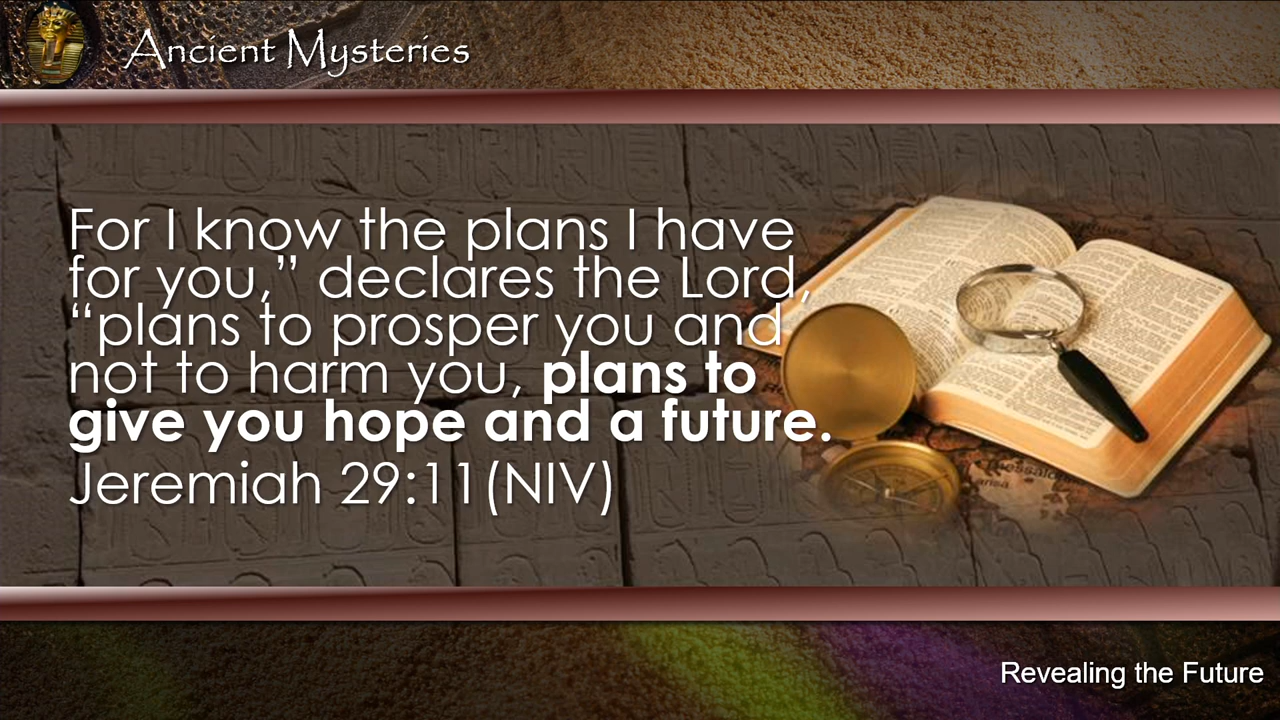 Ancient Mysteries
For I know the plans I have
for you,” declares the Lord,
“plans to prosper you and
not to harm you, plans to
give you hope and a future.
Jeremiah 29:11(NIV)
Revealing the Future